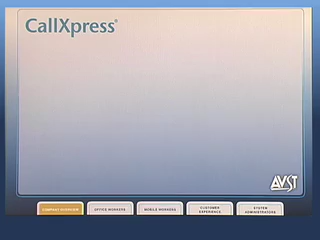 CallXpress®
AVST
COMPANY OVERVIEW
OFFICE WORKERS
MOBILE WORKERS
CUSTOMER
EXPERIENCE
SYSTEM
ADMINISTRATORS